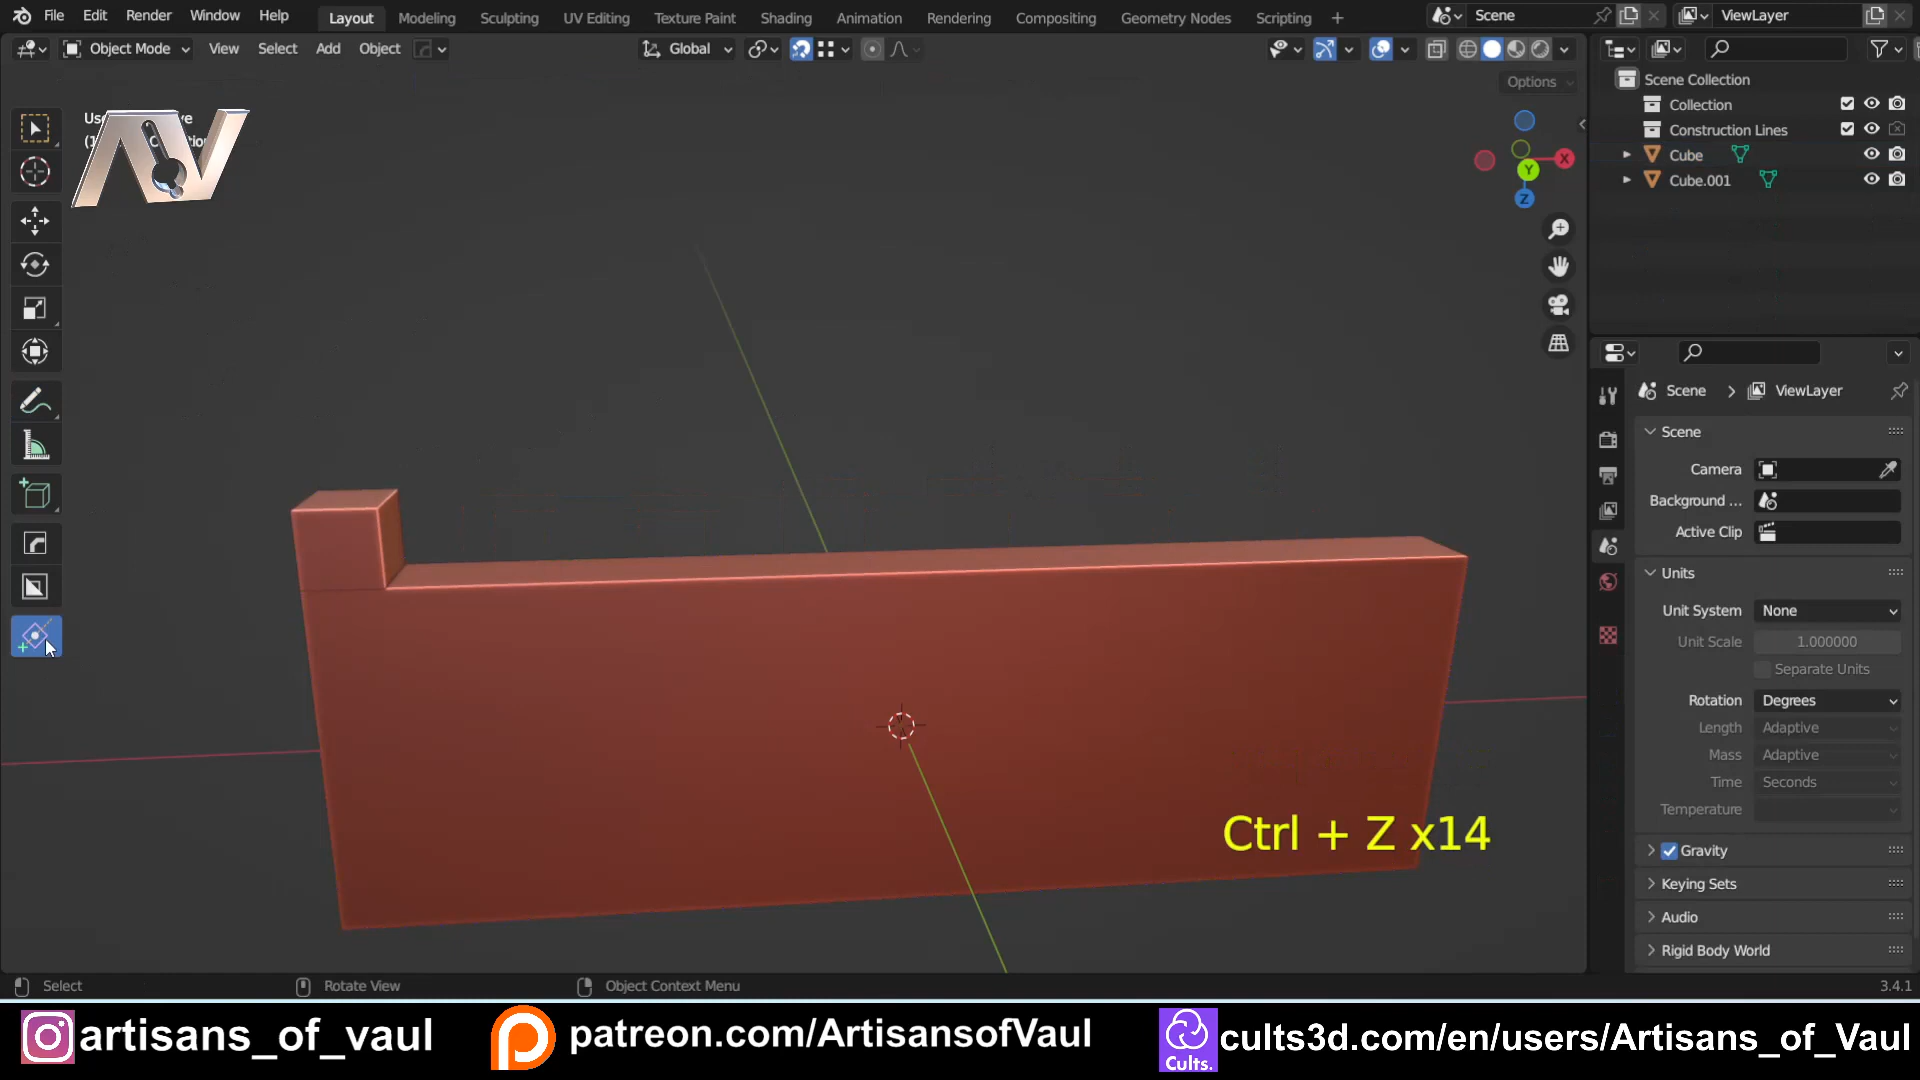 File Edit Render Window Help Layout Modeling Sculpting UV Editing Texture Paint Shading Animation Rendering Compositing Geometry Nodes Scripting + Scene ViewLayer
Object Mode View Select Add Object Global
Options
Scene Collection
Collection
Construction Lines
Cube
Cube.001
X
Y
Z
Scene > ViewLayer
Scene
Camera
Background ...
Active Clip
Units
Unit System None
Unit Scale 1.000000
Separate Units
Rotation Degrees
Length Adaptive
Mass Adaptive
Time Seconds
Temperature
Gravity
Keying Sets
Audio
Rigid Body World
Ctrl + Z x14
Select Rotate View Object Context Menu 3.4.1
artisans_of_vaul patreon.com/ArtisansofVaul Cults. cults3d.com/en/users/Artisans_of_Vaul